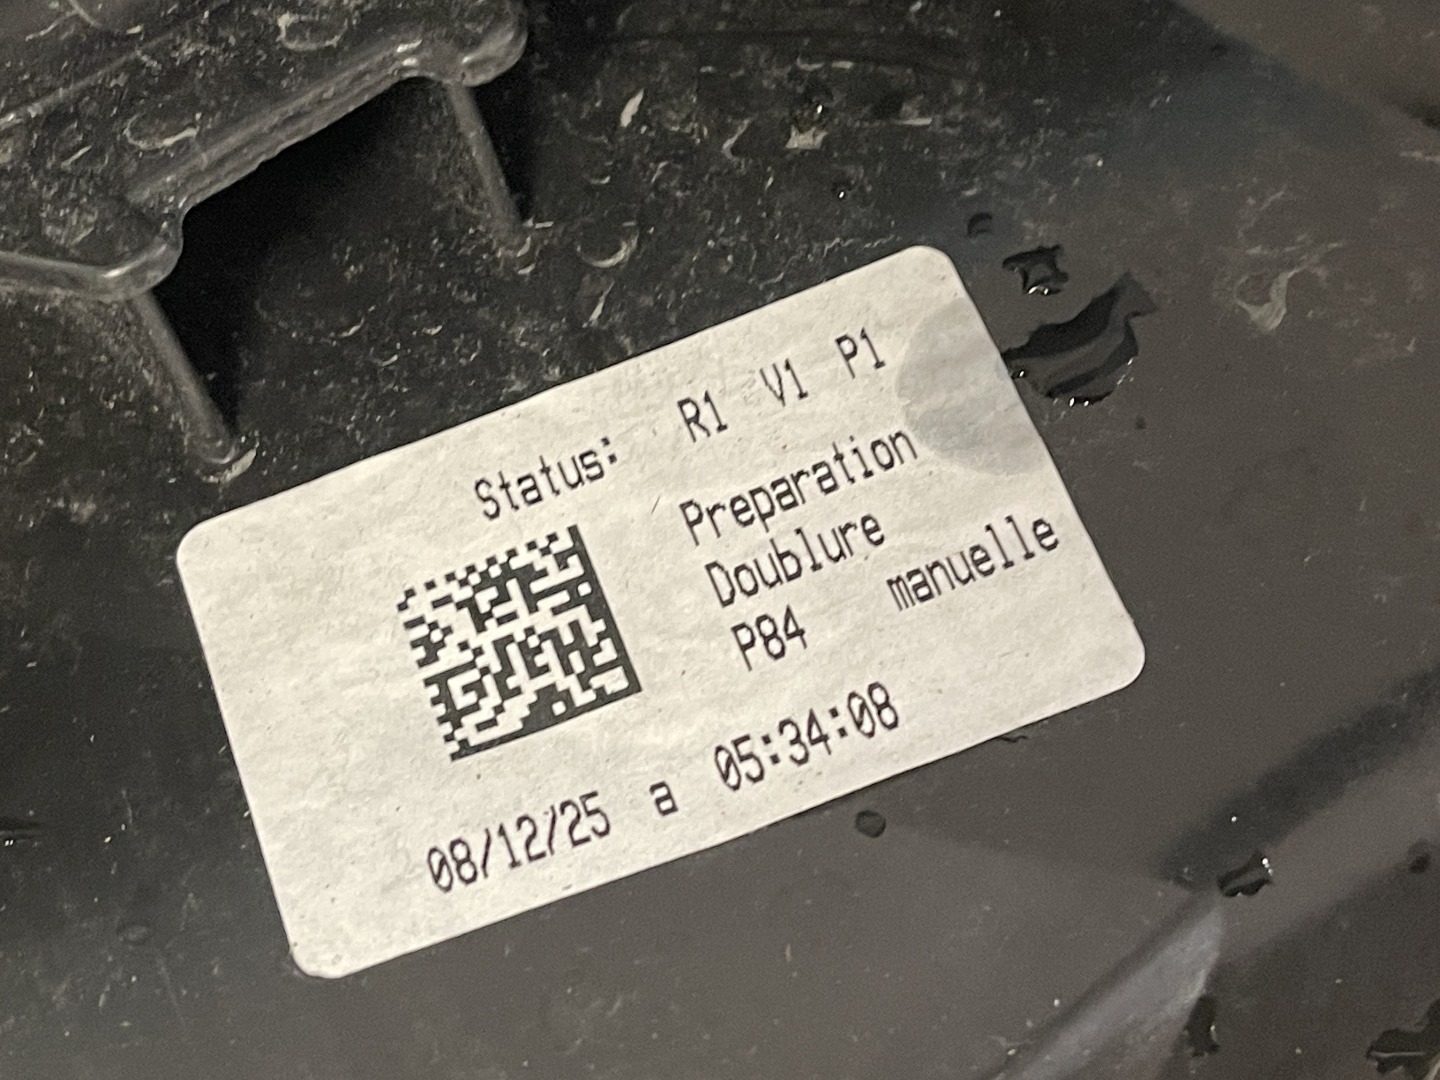 Status: R1 V1 P1
Preparation
Doublure
P84 manuelle
08/12/25 a 05:34:08